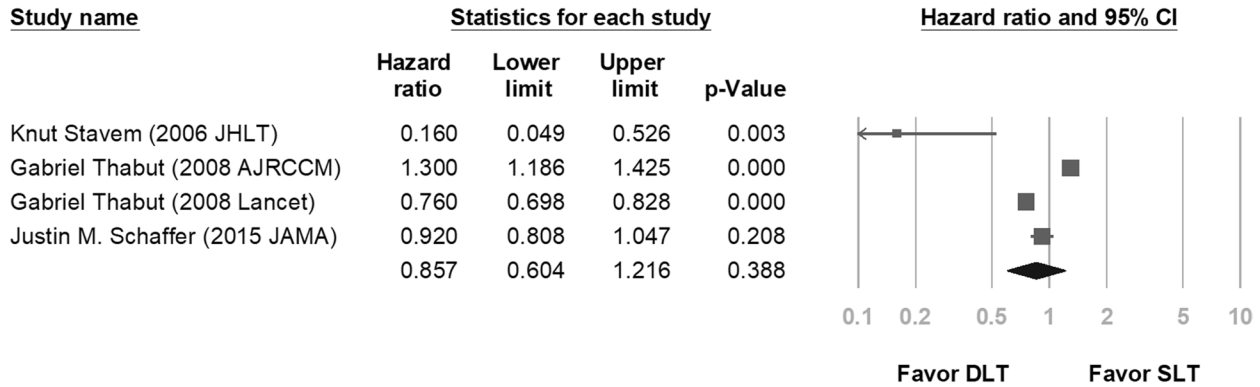 Study name Statistics for each study Hazard ratio and 95% CI
Hazard Lower Upper
ratio limit limit p-Value
Knut Stavem (2006 JHLT) 0.160 0.049 0.526 0.003
Gabriel Thabut (2008 AJRCCM) 1.300 1.186 1.425 0.000
Gabriel Thabut (2008 Lancet) 0.760 0.698 0.828 0.000
Justin M. Schaffer (2015 JAMA) 0.920 0.808 1.047 0.208
0.857 0.604 1.216 0.388
0.1 0.2 0.5 1 2 5 10
Favor DLT Favor SLT